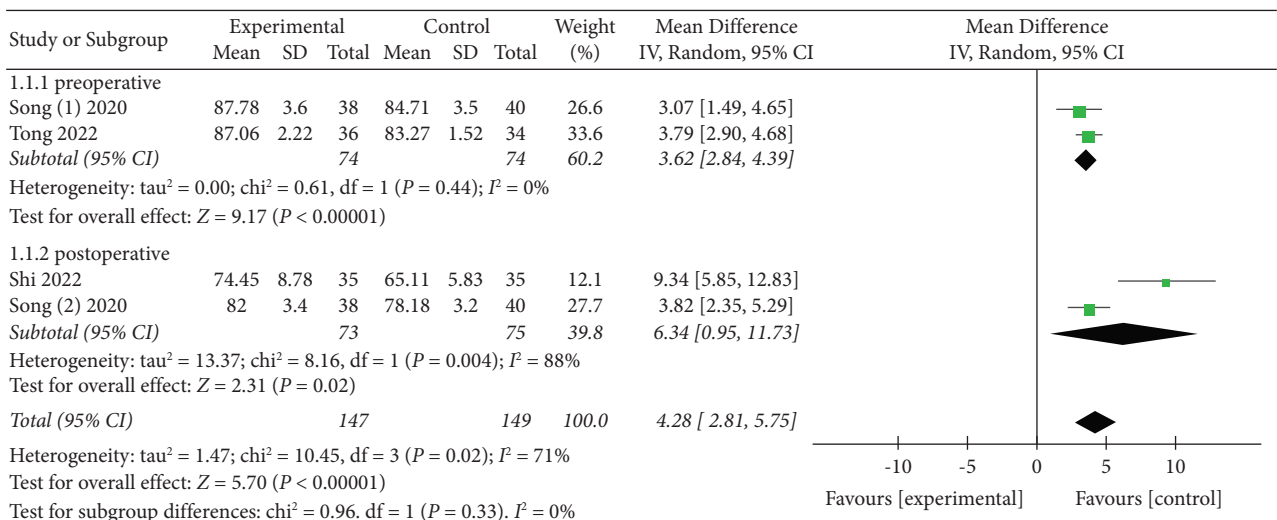 Study or Subgroup Experimental Control Weight Mean Difference Mean Difference
Mean SD Total Mean SD Total (%) IV, Random, 95% CI IV, Random, 95% CI
1.1.1 preoperative
Song (1) 2020 87.78 3.6 38 84.71 3.5 40 26.6 3.07 [1.49, 4.65]
Tong 2022 87.06 2.22 36 83.27 1.52 34 33.6 3.79 [2.90, 4.68]
Subtotal (95% CI) 74 74 60.2 3.62 [2.84, 4.39]
Heterogeneity: tau² = 0.00; chi² = 0.61, df = 1 (P = 0.44); I² = 0%
Test for overall effect: Z = 9.17 (P < 0.00001)
1.1.2 postoperative
Shi 2022 74.45 8.78 35 65.11 5.83 35 12.1 9.34 [5.85, 12.83]
Song (2) 2020 82 3.4 38 78.18 3.2 40 27.7 3.82 [2.35, 5.29]
Subtotal (95% CI) 73 75 39.8 6.34 [0.95, 11.73]
Heterogeneity: tau² = 13.37; chi² = 8.16, df = 1 (P = 0.004); I² = 88%
Test for overall effect: Z = 2.31 (P = 0.02)
Total (95% CI) 147 149 100.0 4.28 [ 2.81, 5.75]
Heterogeneity: tau² = 1.47; chi² = 10.45, df = 3 (P = 0.02); I² = 71%
Test for overall effect: Z = 5.70 (P < 0.00001)
Test for subgroup differences: chi² = 0.96. df = 1 (P = 0.33). I² = 0%
-10 -5 0 5 10
Favours [experimental] Favours [control]